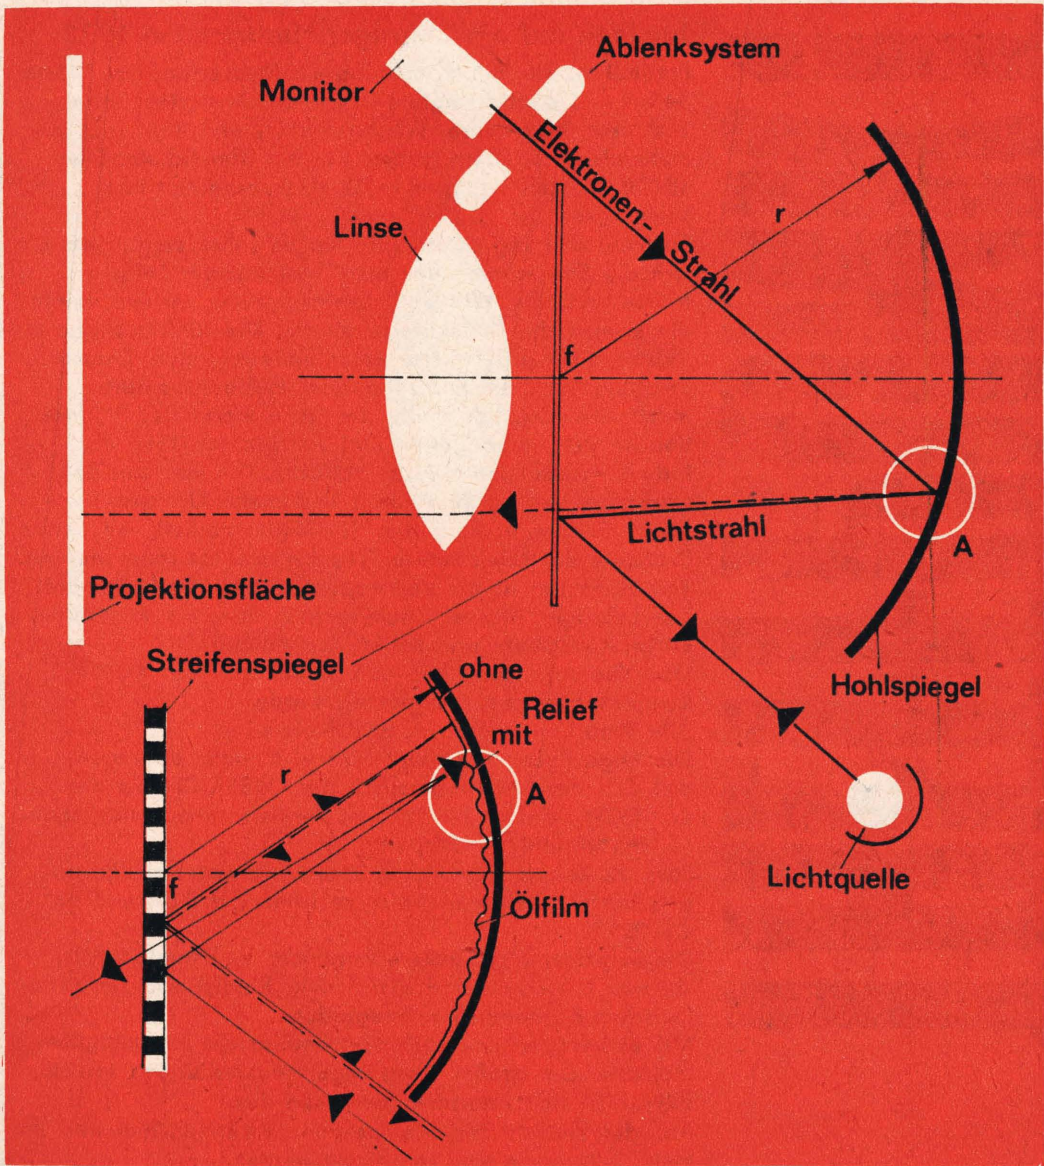 Ablenksystem
Monitor
Elektronen-
Strahl
r
Linse
f
Lichtstrahl
A
Projektionsfläche
Streifenspiegel
Hohlspiegel
ohne
Relief
mit
r
A
f
Ölfilm
Lichtquelle